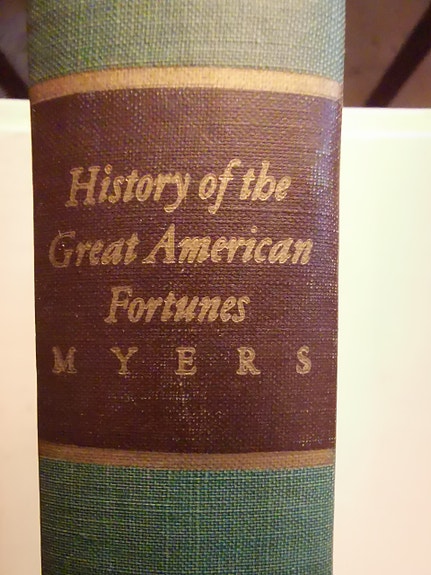 History of the
Great American
Fortunes
MYERS